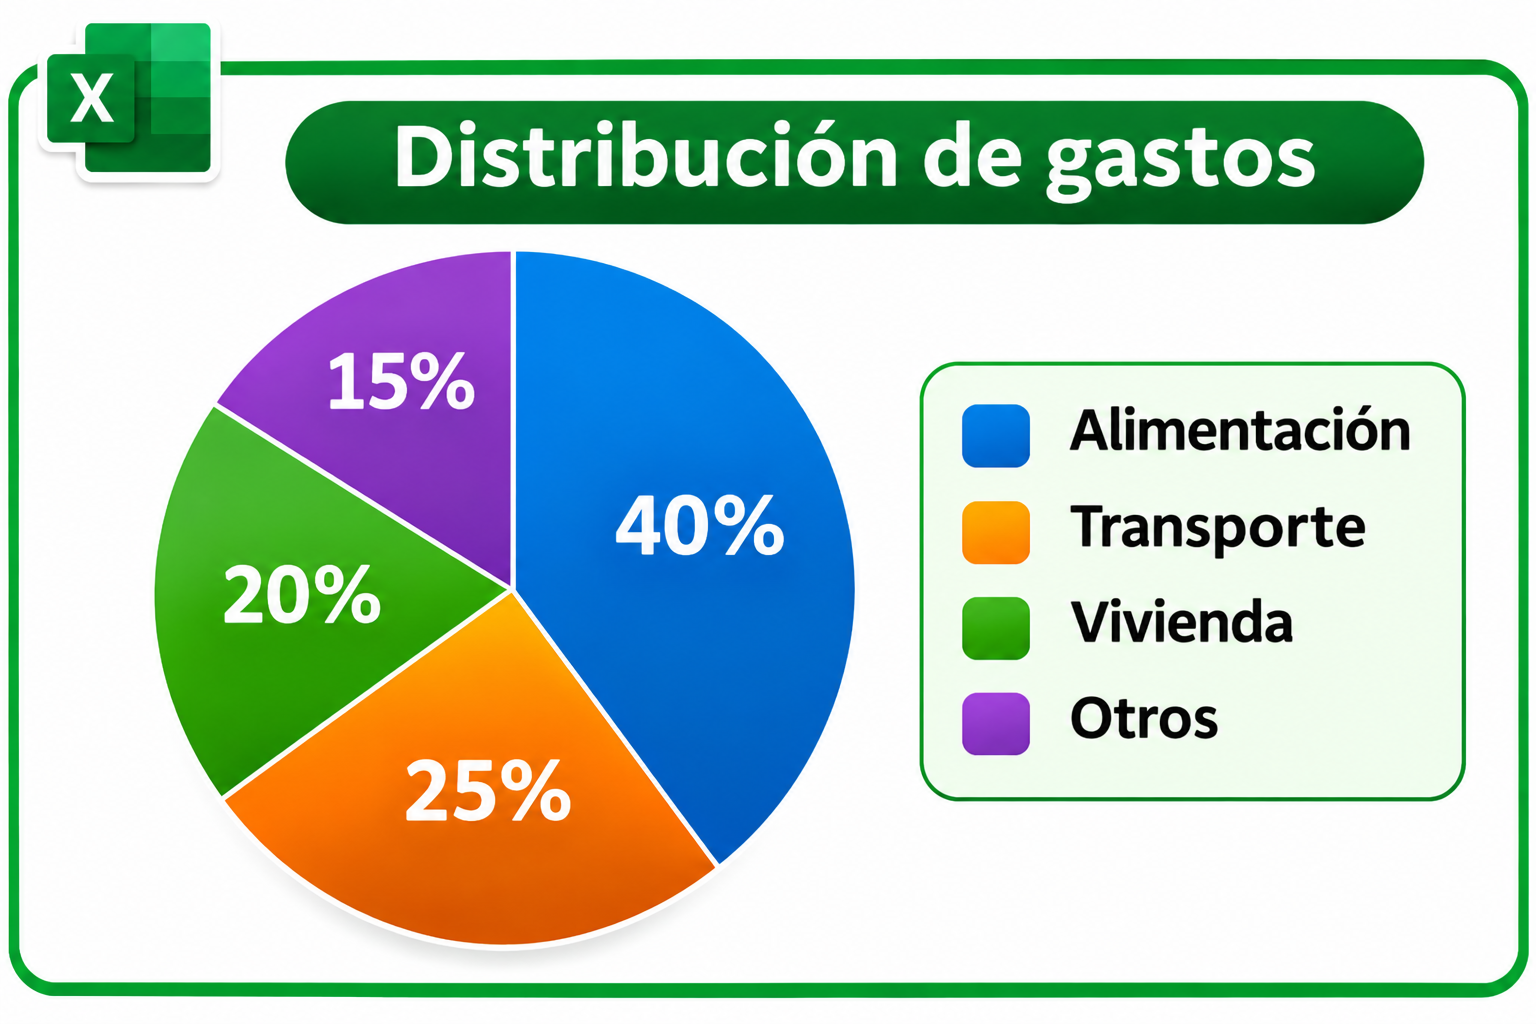 X
Distribución de gastos
15%
40%
20%
25%
Alimentación
Transporte
Vivienda
Otros